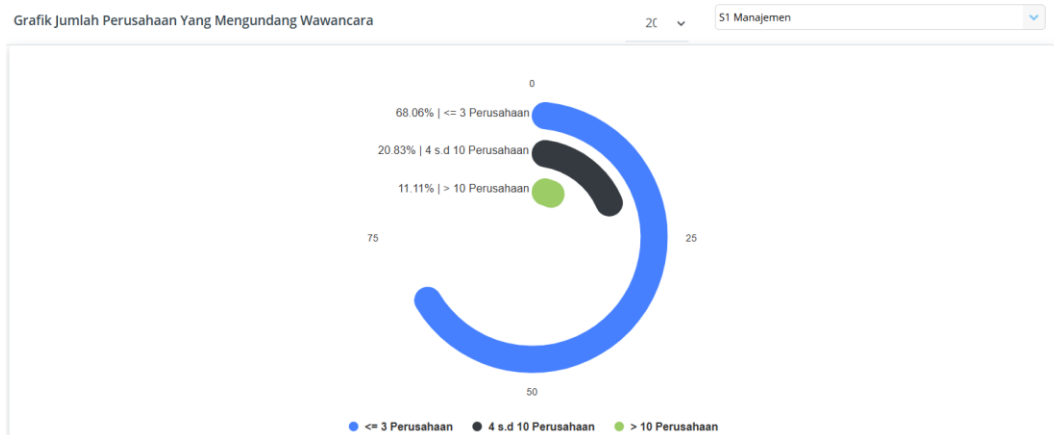 Grafik Jumlah Perusahaan Yang Mengundang Wawancara
S1 Manajemen
0
68.06% | <= 3 Perusahaan
20.83% | 4 s.d 10 Perusahaan
11.11% | > 10 Perusahaan
75
25
50
<= 3 Perusahaan
4 s.d 10 Perusahaan
> 10 Perusahaan